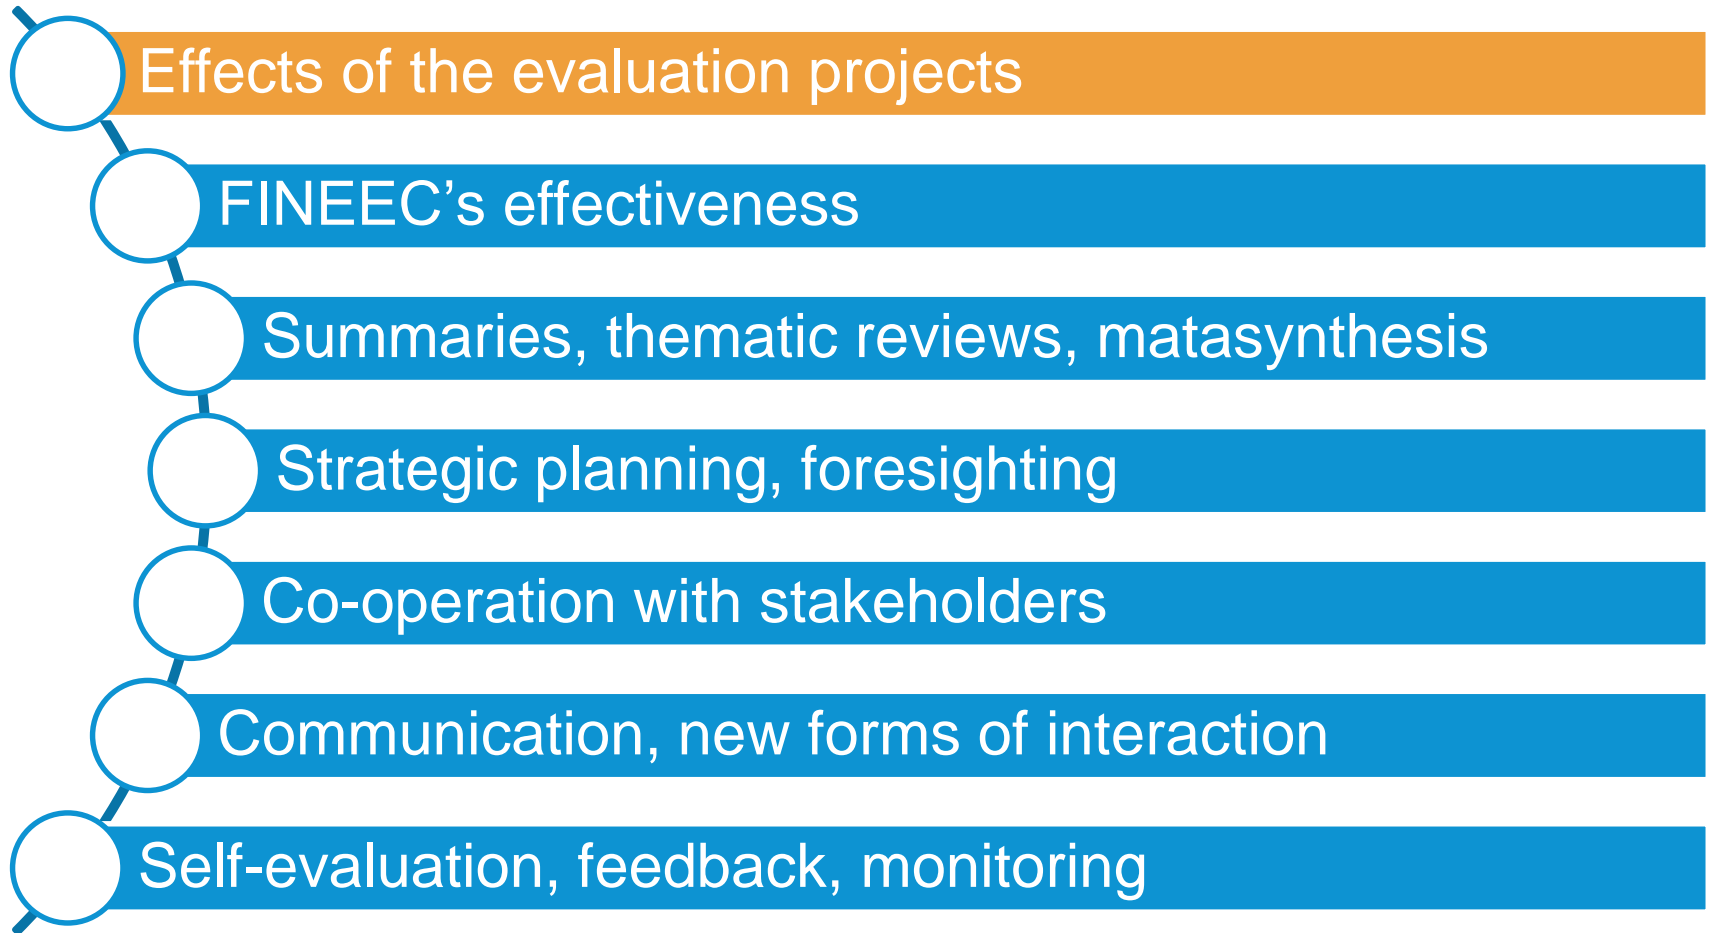 Effects of the evaluation projects
FINEEC’s effectiveness
Summaries, thematic reviews, matasynthesis
Strategic planning, foresighting
Co-operation with stakeholders
Communication, new forms of interaction
Self-evaluation, feedback, monitoring